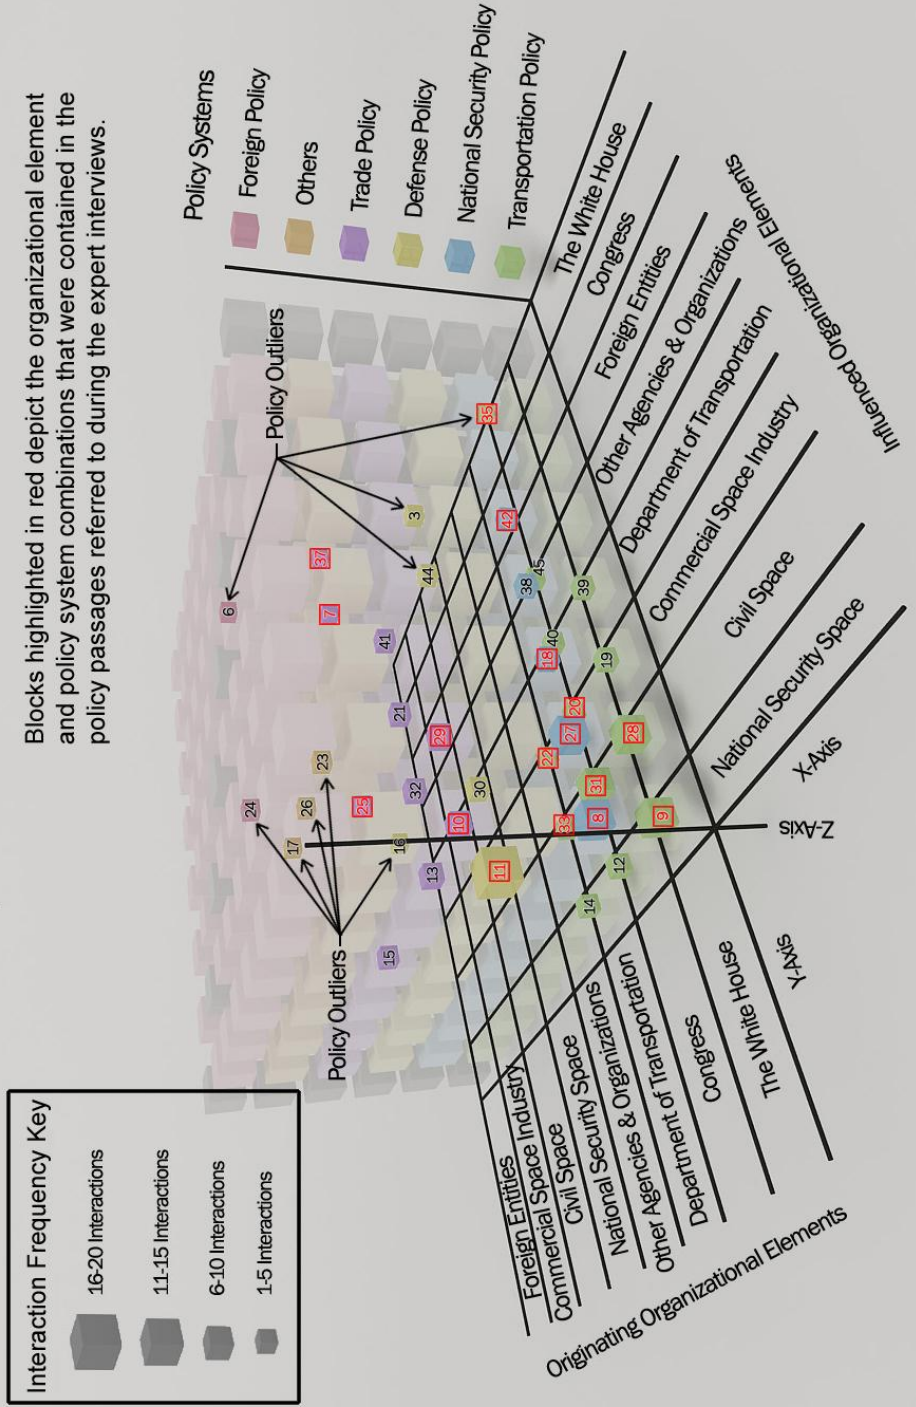 Blocks highlighted in red depict the organizational element
and policy system combinations that were contained in the
policy passages referred to during the expert interviews.
Interaction Frequency Key
16-20 Interactions
11-15 Interactions
6-10 Interactions
1-5 Interactions
Policy Systems
Foreign Policy
Others
Trade Policy
Defense Policy
National Security Policy
Transportation Policy
Policy Outliers
Policy Outliers
6
24
17
26
23
37
7
25
16
15
13
41
21
32
29
10
44
3
30
11
35
42
38
45
39
40
18
19
20
27
22
28
31
33
8
9
12
14
Foreign Entities
Commercial Space Industry
Civil Space
National Security Space
Other Agencies & Organizations
Department of Transportation
Congress
The White House
Originating Organizational Elements
Y-Axis
Z-Axis
X-Axis
National Security Space
Civil Space
Commercial Space Industry
Department of Transportation
Other Agencies & Organizations
Foreign Entities
Congress
The White House
Influenced Organizational Elements